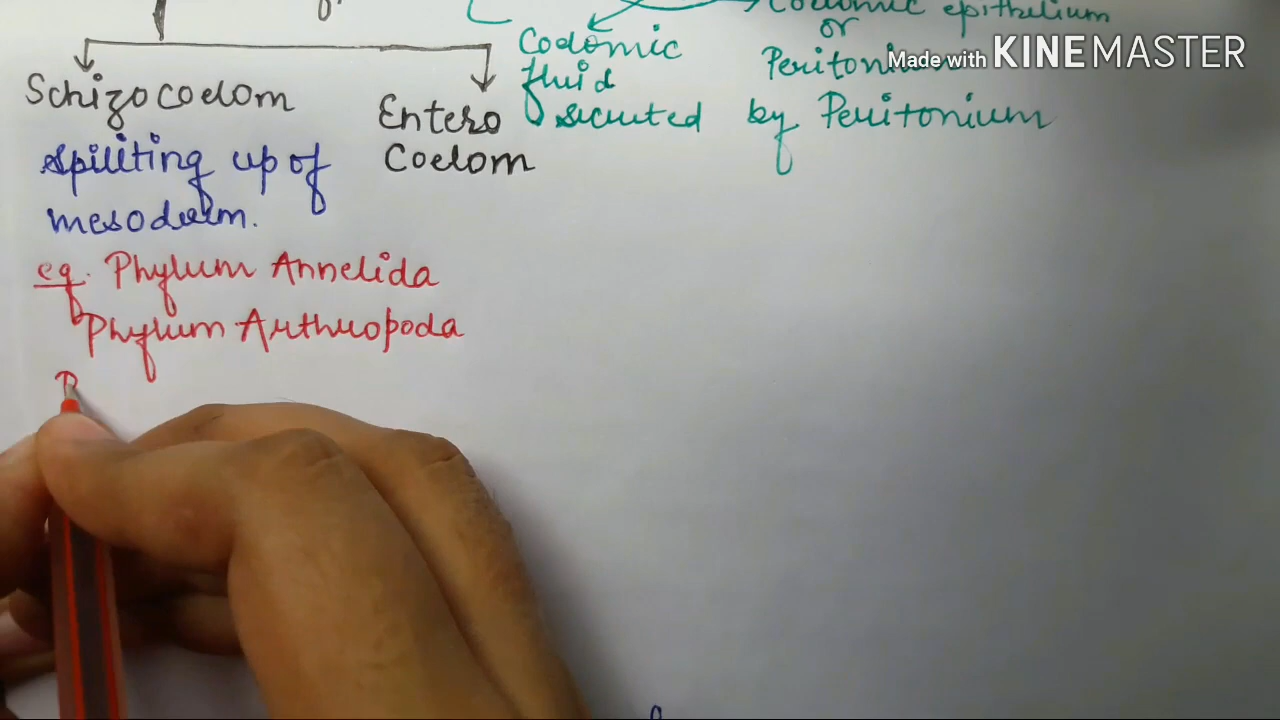 Coelomic epithelium
or
Peritonium
Made with KINEMASTER
Coelomic
fluid
secreted by Peritonium
Schizocoelom
Entero
Coelom
Spiliting up of
mesoderm.
eg. Phylum Annelida
Phylum Arthropoda
P